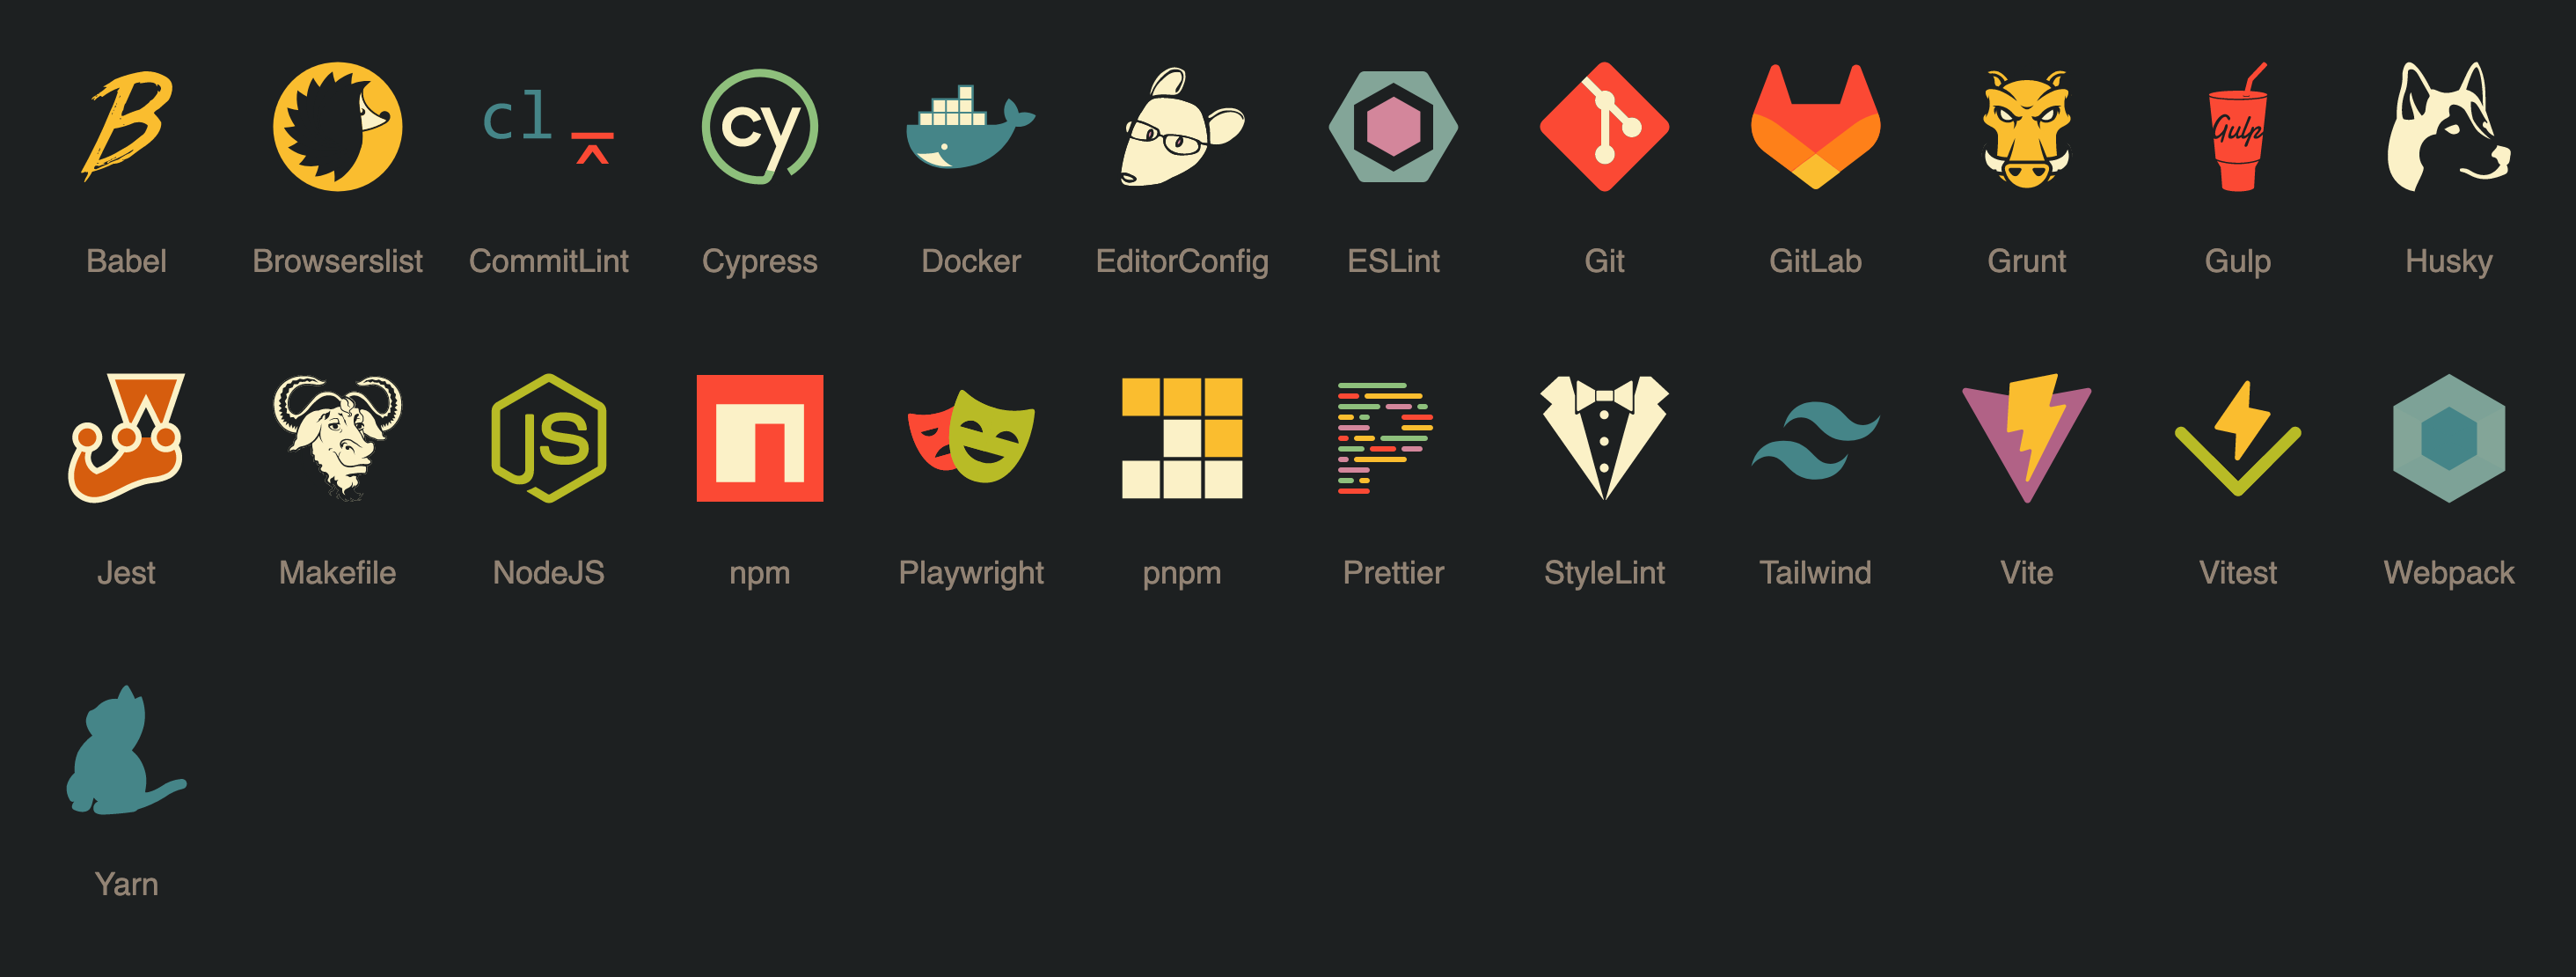 B
cl
cy
Gulp
Babel Browserslist CommitLint Cypress Docker EditorConfig ESLint Git GitLab Grunt Gulp Husky
JS
Jest Makefile NodeJS npm Playwright pnpm Prettier StyleLint Tailwind Vite Vitest Webpack
Yarn